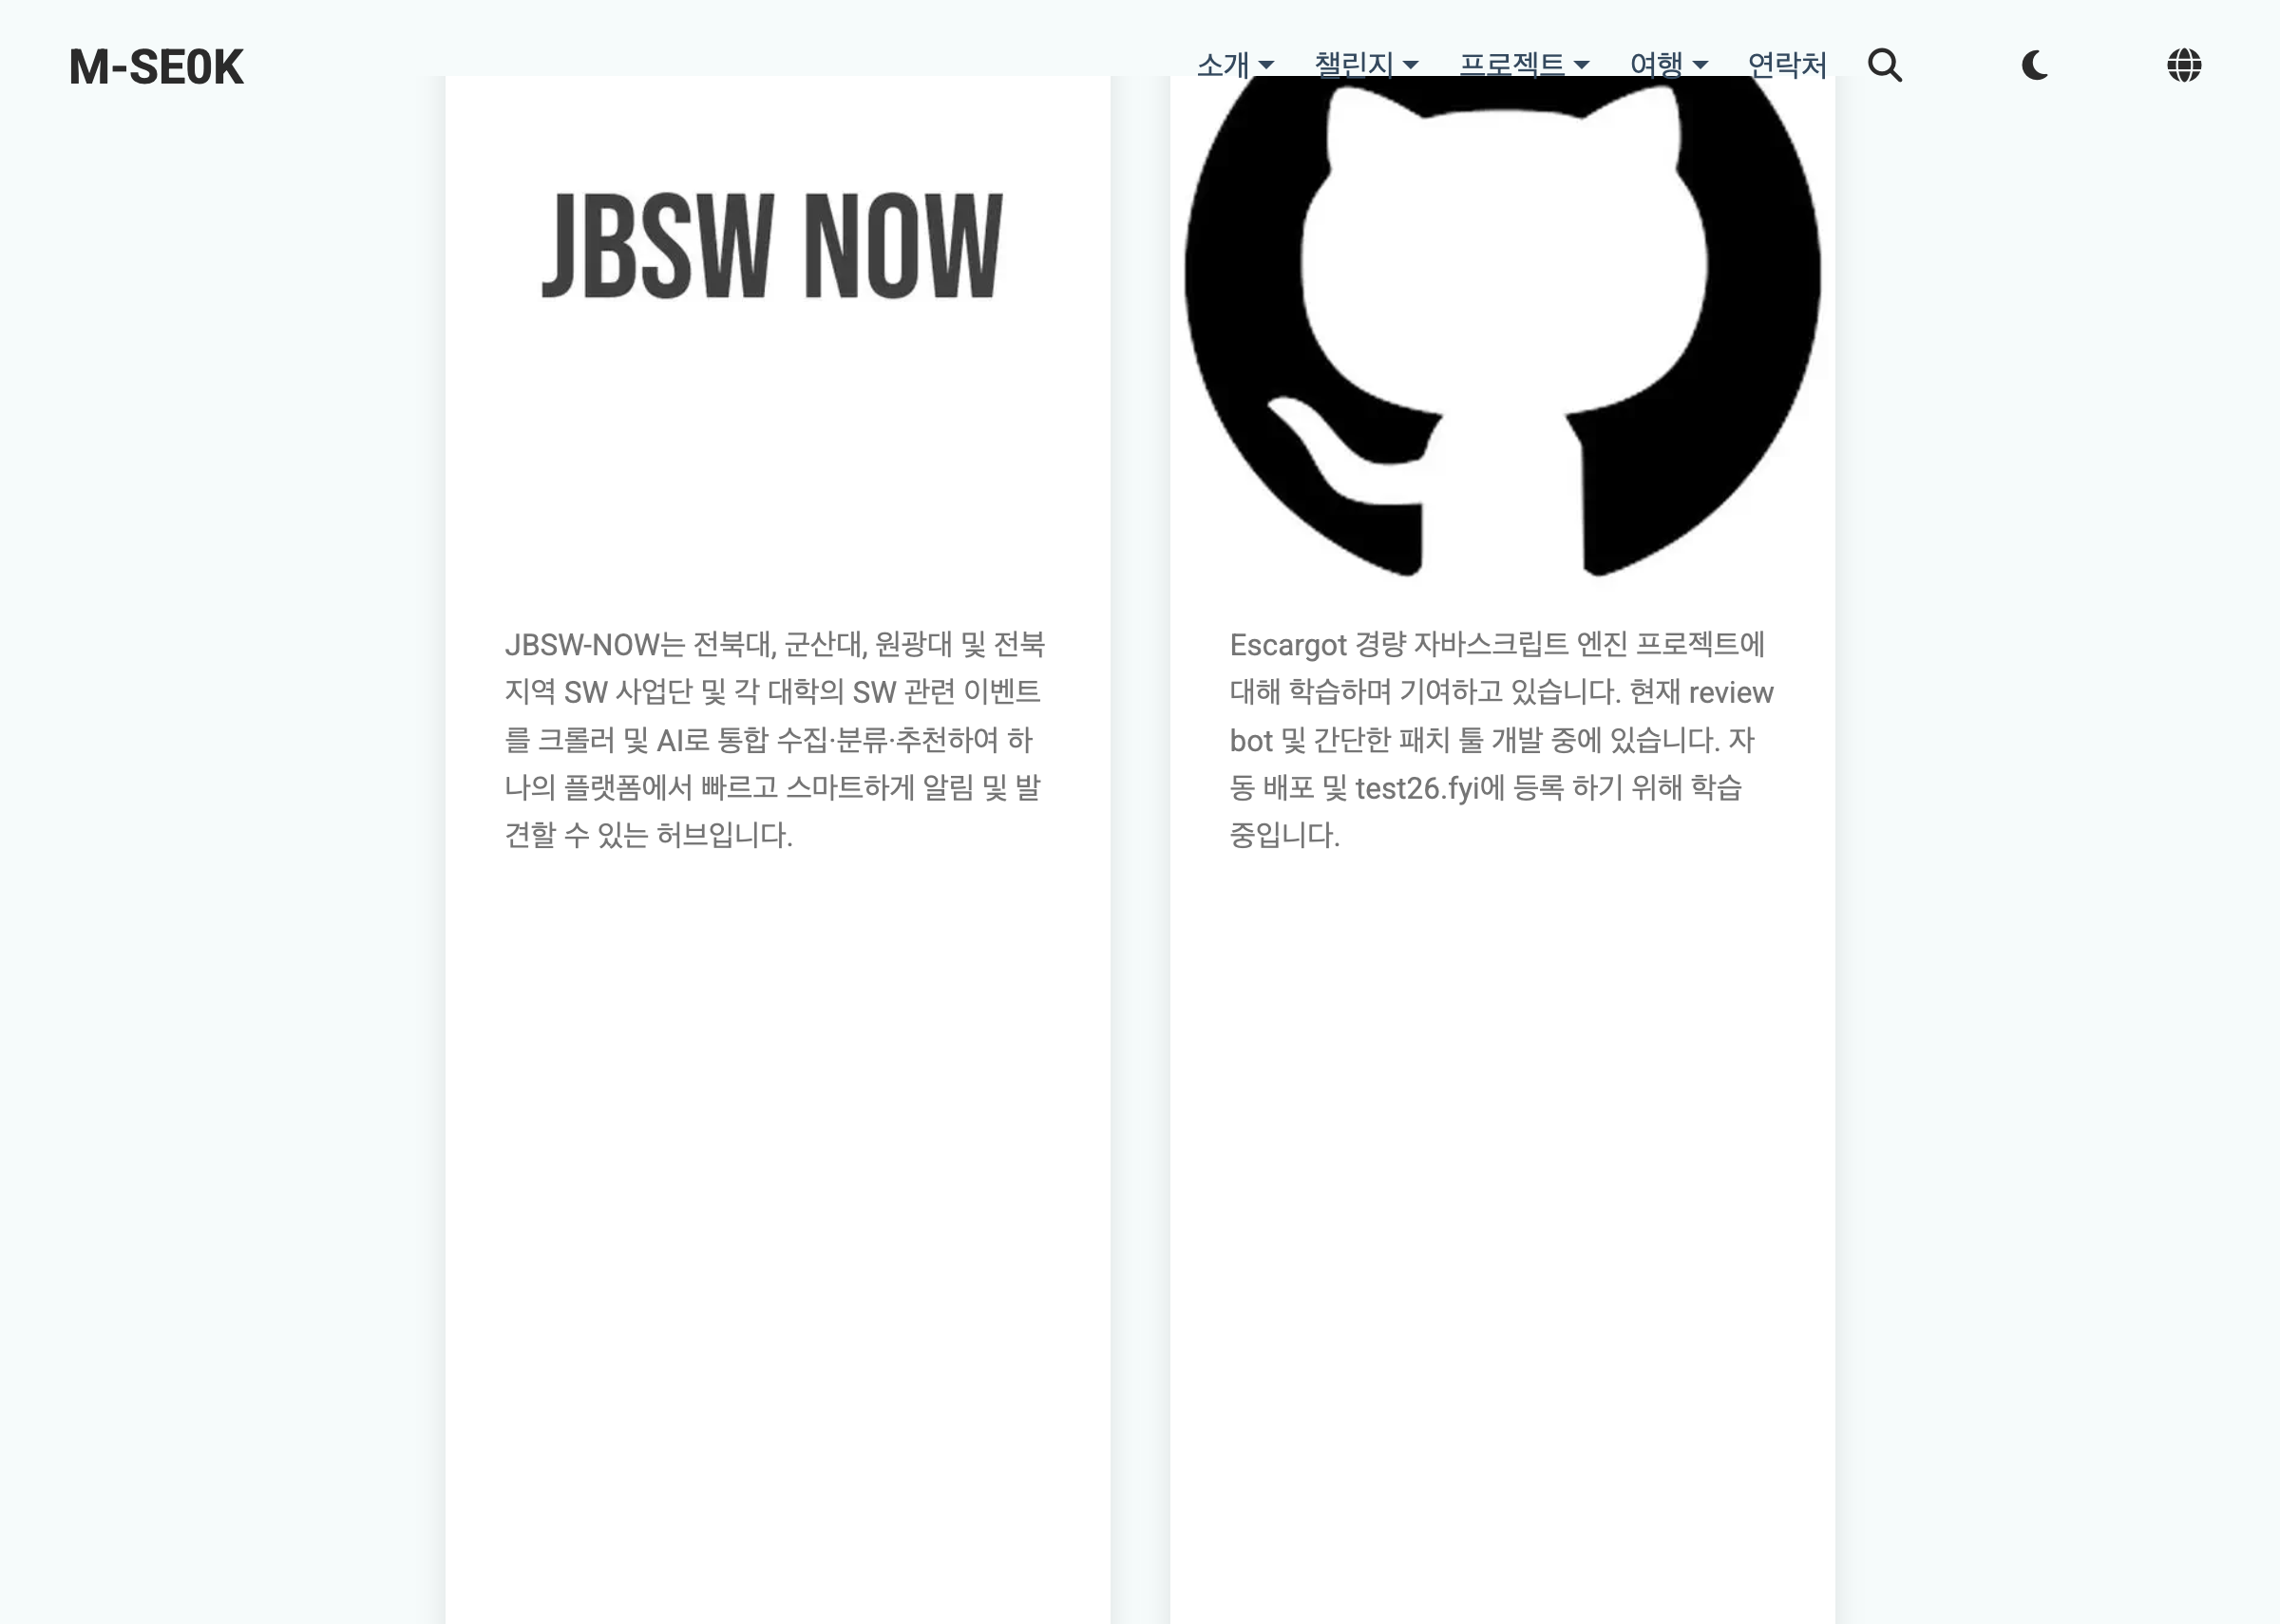 M-SE0K
소개 챌린지 프로젝트 여행 연락처
JBSW NOW
JBSW-NOW는 전북대, 군산대, 원광대 및 전북
지역 SW 사업단 및 각 대학의 SW 관련 이벤트
를 크롤러 및 AI로 통합 수집·분류·추천하여 하
나의 플랫폼에서 빠르고 스마트하게 알림 및 발
견할 수 있는 허브입니다.
Escargot 경량 자바스크립트 엔진 프로젝트에
대해 학습하며 기여하고 있습니다. 현재 review
bot 및 간단한 패치 툴 개발 중에 있습니다. 자
동 배포 및 test26.fyi에 등록 하기 위해 학습
중입니다.